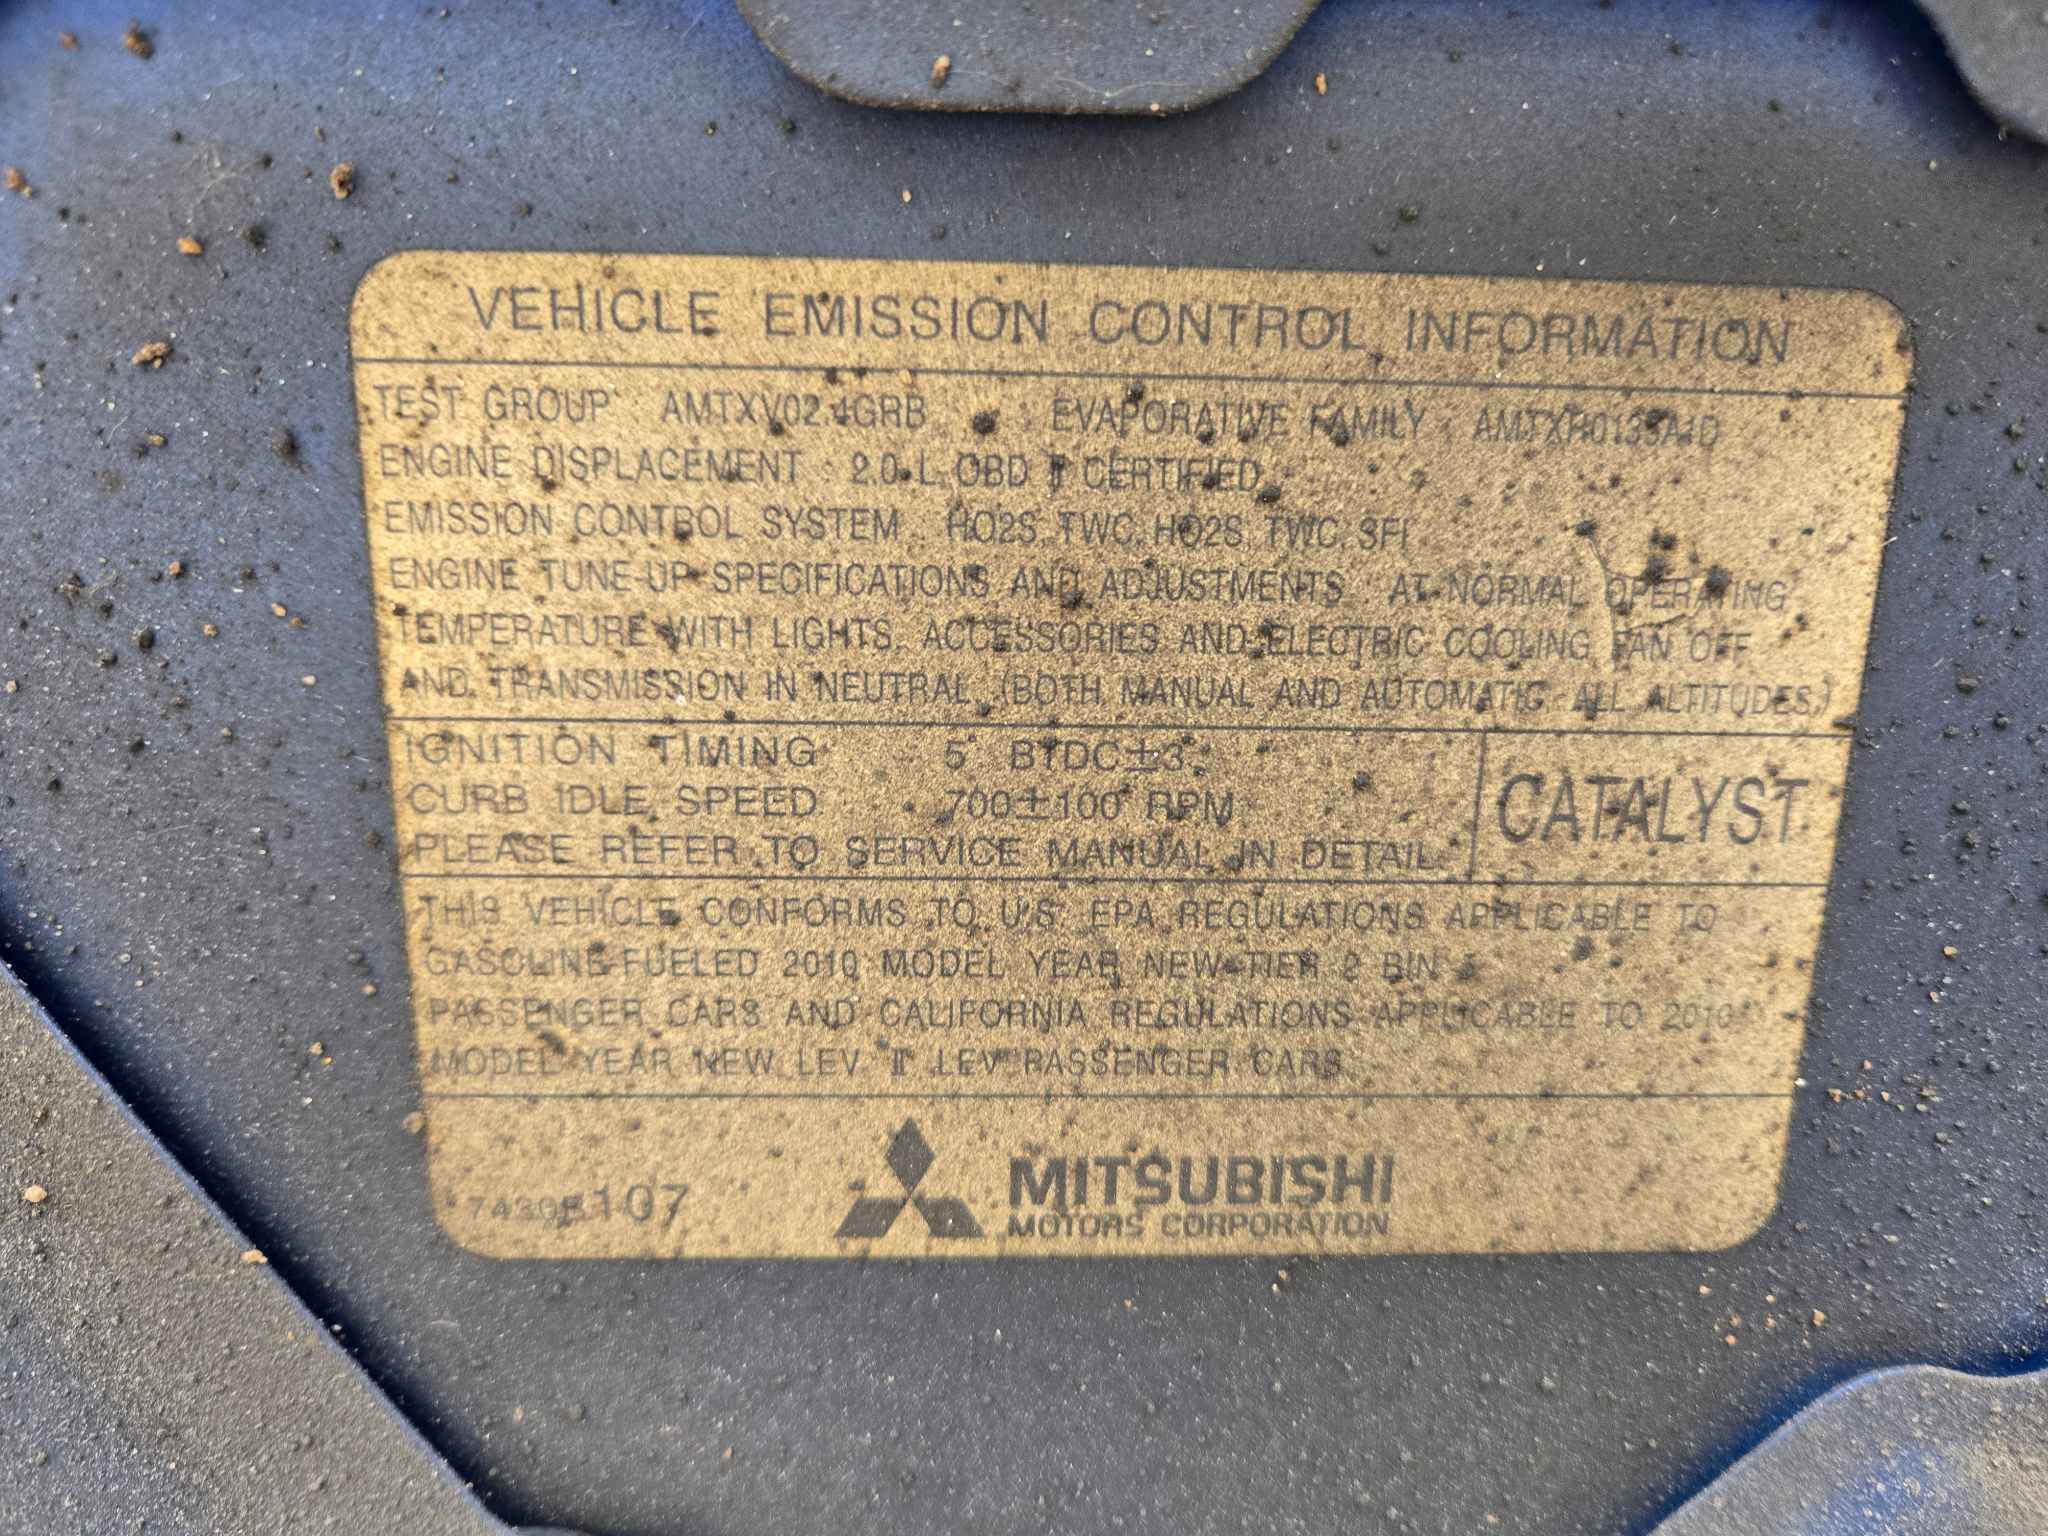 VEHICLE EMISSION CONTROL INFORMATION
TEST GROUP AMTXV02.4GRB EVAPORATIVE FAMILY
ENGINE DISPLACEMENT : 2.0 L OBD Ⅱ CERTIFIED
EMISSION CONTROL SYSTEM HO2S, TWC, HO2S, TWC, SFI
ENGINE TUNE-UP SPECIFICATIONS AND ADJUSTMENTS : AT NORMAL OPERATING
TEMPERATURE WITH LIGHTS, ACCESSORIES AND ELECTRIC COOLING FAN OFF
AND TRANSMISSION IN NEUTRAL (BOTH MANUAL AND AUTOMATIC ALL ALTITUDES)
IGNITION TIMING 5° BTDC±3°
CURB IDLE SPEED 700±100 RPM
PLEASE REFER TO SERVICE MANUAL IN DETAIL.
CATALYST
THIS VEHICLE CONFORMS TO U.S. EPA REGULATIONS APPLICABLE TO
GASOLINE-FUELED 2010 MODEL YEAR NEW TIER 2 BIN 5
PASSENGER CARS AND CALIFORNIA REGULATIONS APPLICABLE TO 2010
MODEL YEAR NEW LEV Ⅱ LEV PASSENGER CARS.
MITSUBISHI
MOTORS CORPORATION